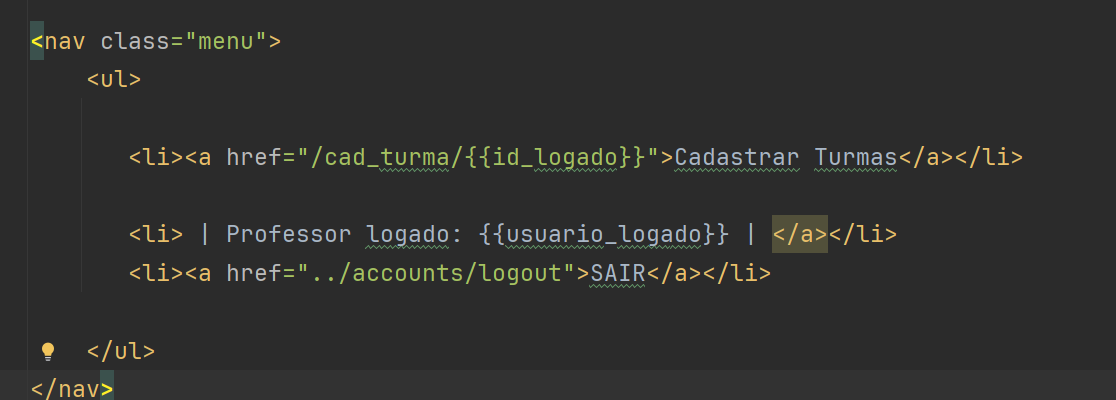 <nav class="menu">
<ul>
<li><a href="/cad_turma/{{id_logado}}">Cadastrar Turmas</a></li>
<li> | Professor logado: {{usuario_logado}} | </a></li>
<li><a href="../accounts/logout">SAIR</a></li>
</ul>
</nav>